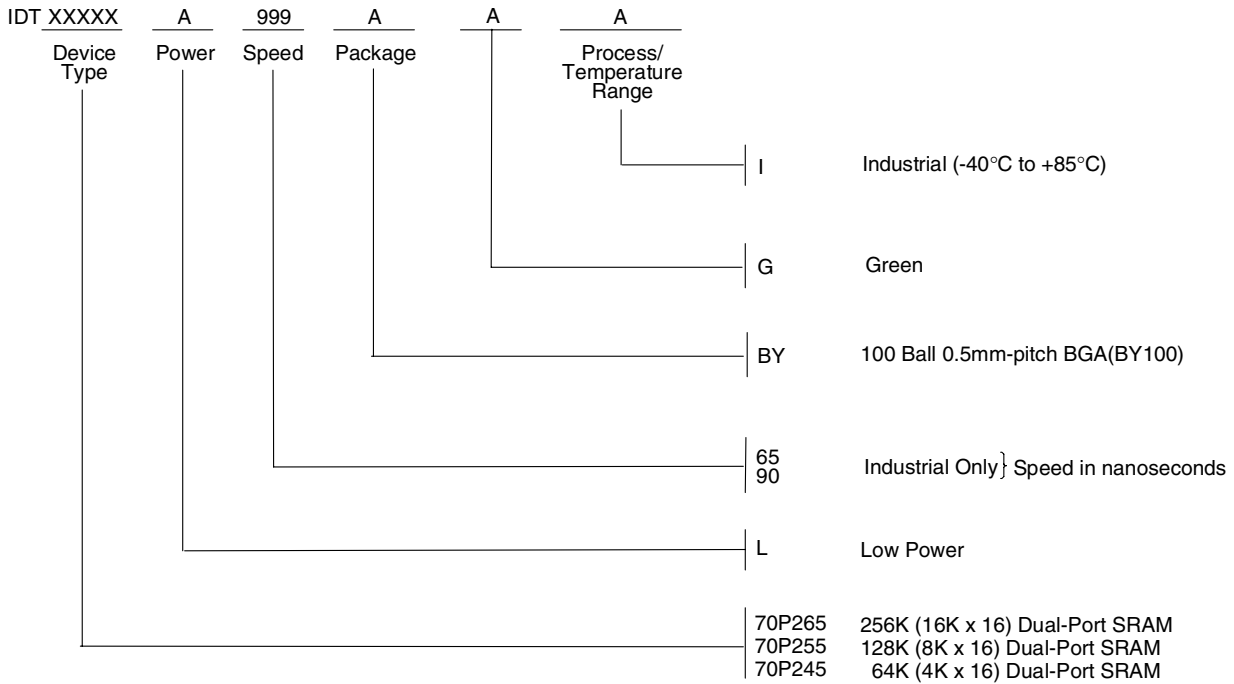 IDT XXXXX A 999 A A A
Device Type Power Speed Package Process/ Temperature Range
I Industrial (-40°C to +85°C)
G Green
BY 100 Ball 0.5mm-pitch BGA(BY100)
65
90 Industrial Only } Speed in nanoseconds
L Low Power
70P265 256K (16K x 16) Dual-Port SRAM
70P255 128K (8K x 16) Dual-Port SRAM
70P245 64K (4K x 16) Dual-Port SRAM